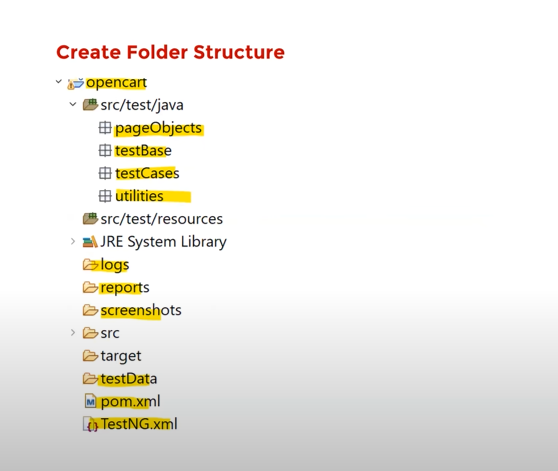 Create Folder Structure
opencart
src/test/java
pageObjects
testBase
testCases
utilities
src/test/resources
JRE System Library
logs
reports
screenshots
src
target
testData
pom.xml
TestNG.xml